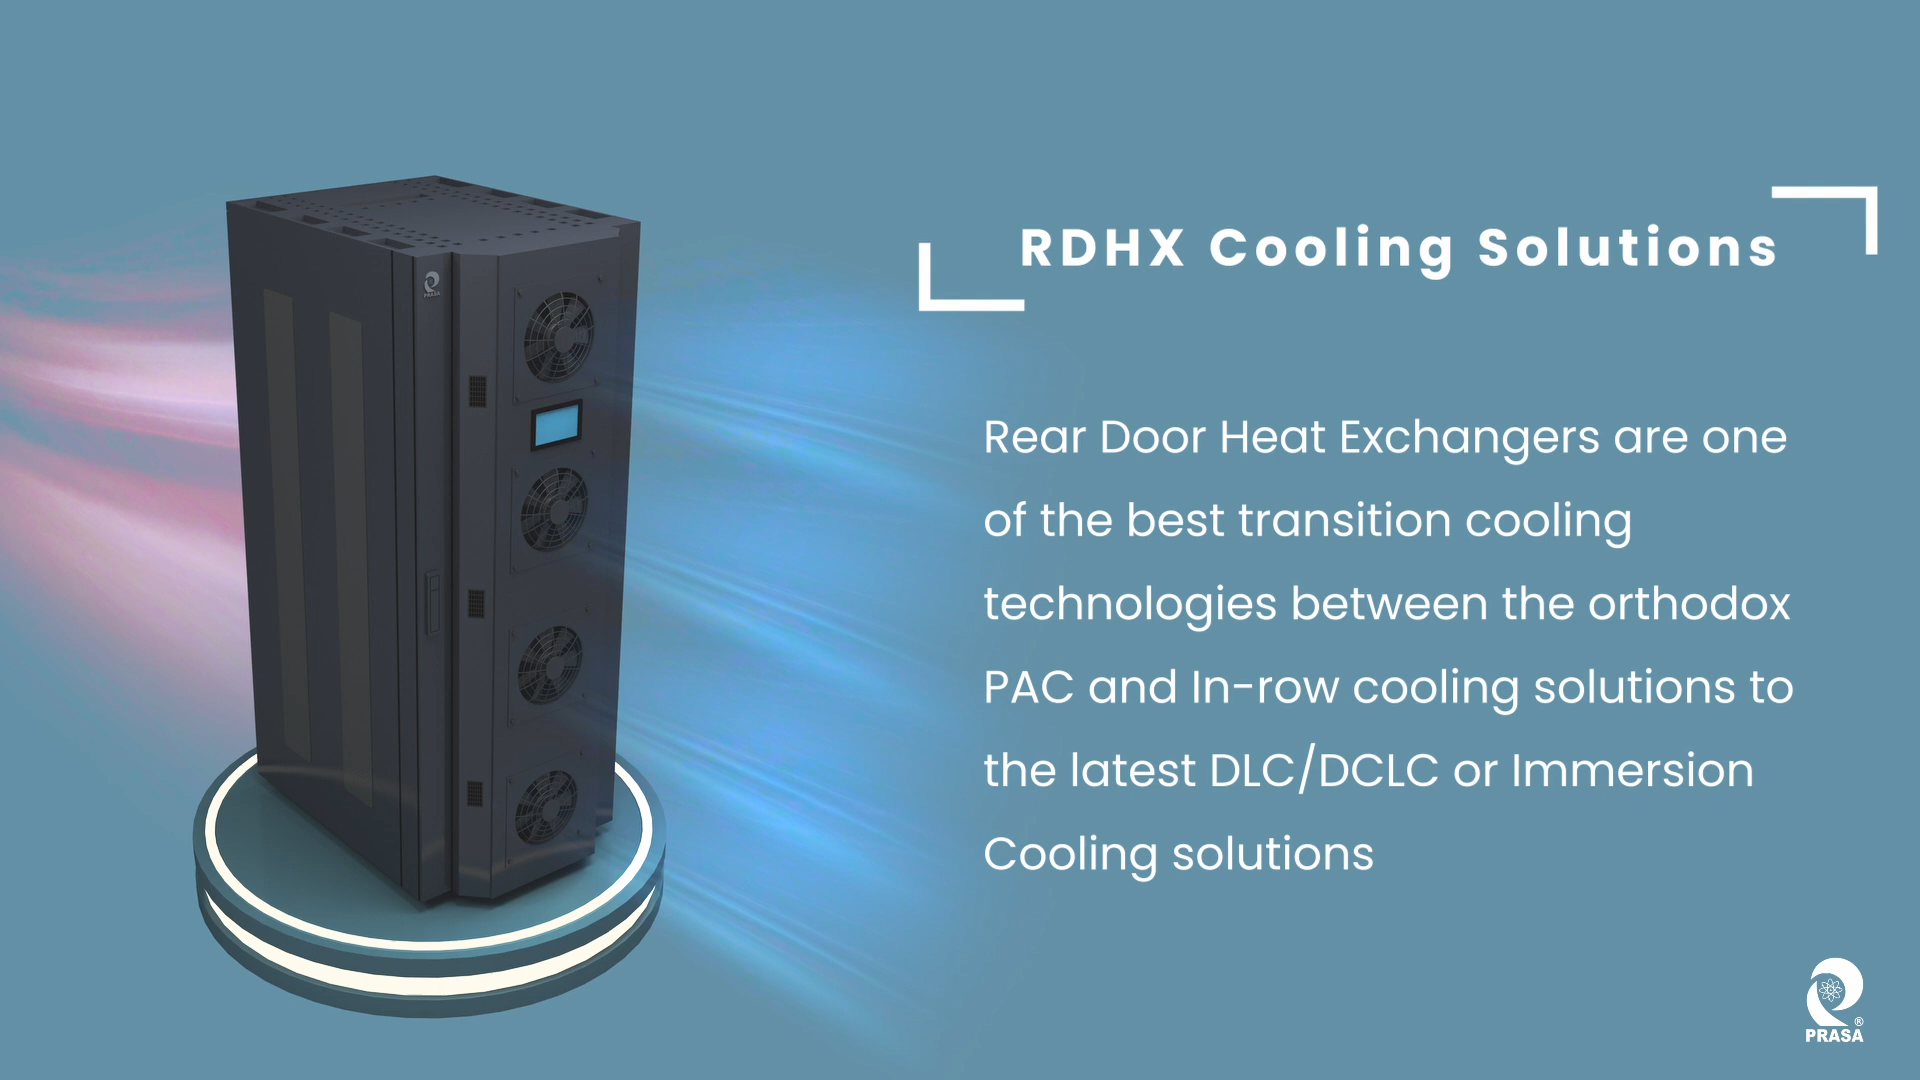 PRASA
RDHX Cooling Solutions
Rear Door Heat Exchangers are one
of the best transition cooling
technologies between the orthodox
PAC and In-row cooling solutions to
the latest DLC/DCLC or Immersion
Cooling solutions
®
PRASA